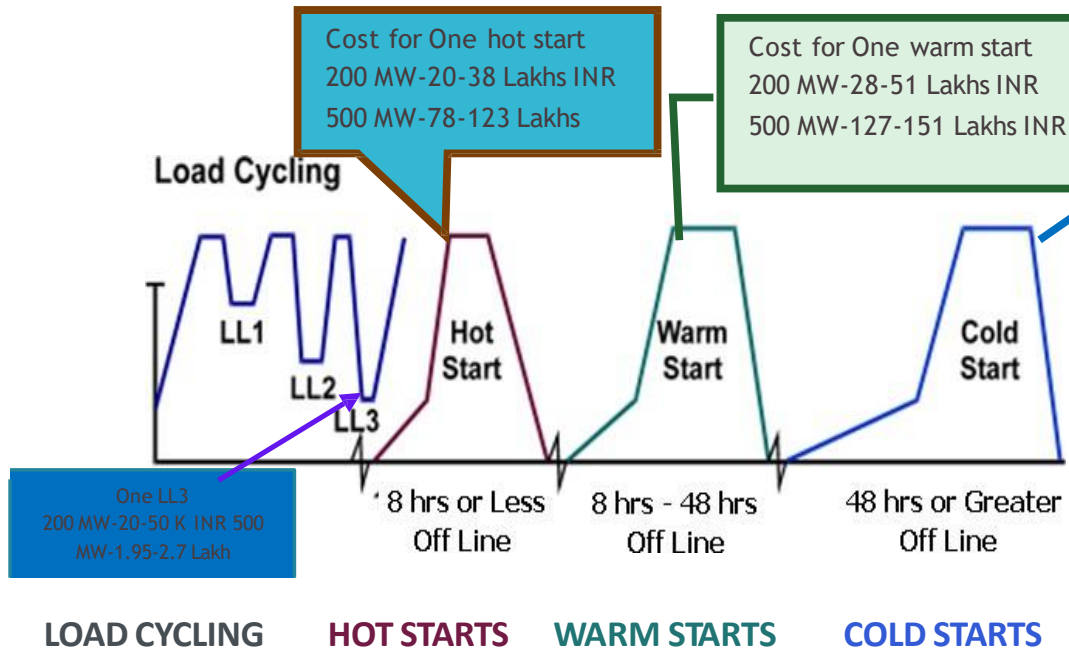 Cost for One hot start
200 MW-20-38 Lakhs INR
500 MW-78-123 Lakhs
Cost for One warm start
200 MW-28-51 Lakhs INR
500 MW-127-151 Lakhs INR
Load Cycling
LL1
LL2
LL3
Hot
Start
Warm
Start
Cold
Start
One LL3
200 MW-20-50 K INR 500
MW-1.95-2.7 Lakh
8 hrs or Less
Off Line
8 hrs - 48 hrs
Off Line
48 hrs or Greater
Off Line
LOAD CYCLING
HOT STARTS
WARM STARTS
COLD STARTS